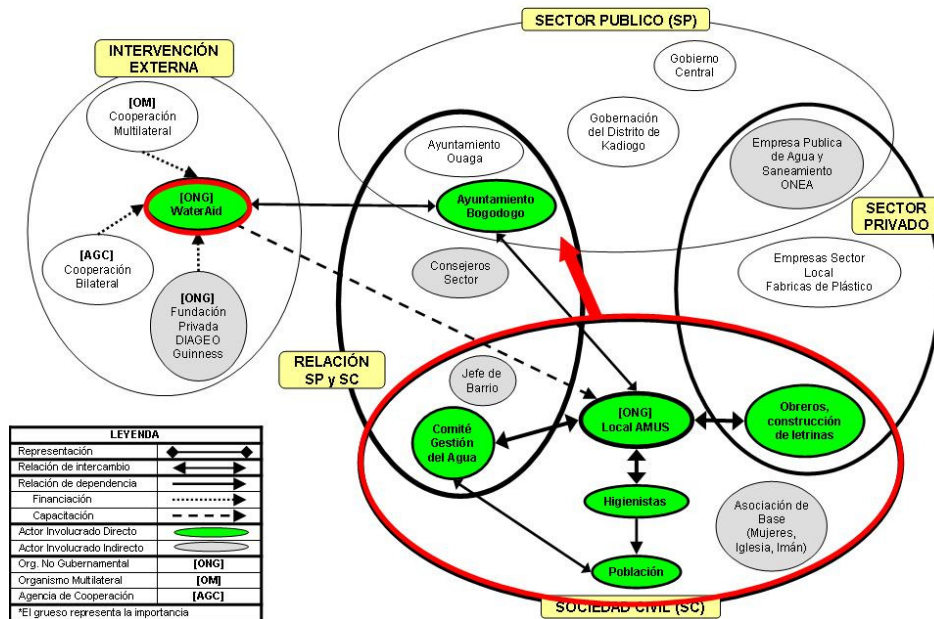 SECTOR PUBLICO (SP)
INTERVENCIÓN
EXTERNA
Gobierno
Central
[OM]
Cooperación
Multilateral
Gobernación
del Distrito de
Kadiogo
Ayuntamiento
Ouaga
Empresa Publica
de Agua y
Saneamiento
ONEA
[ONG]
WaterAid
Ayuntamiento
Bogodogo
SECTOR
PRIVADO
[AGC]
Cooperación
Bilateral
Consejeros
Sector
Empresas Sector
Local
Fabricas de Plástico
[ONG]
Fundación
Privada
DIAGEO
Guinness
RELACIÓN
SP y SC
Jefe de
Barrio
[ONG]
Local AMUS
Obreros,
construcción
de letrinas
Comité
Gestión
del Agua
Higienistas
Asociación de
Base
(Mujeres,
Iglesia, Imán)
Población
SOCIEDAD CIVIL (SC)
LEYENDA
Representación
Relación de intercambio
Relación de dependencia
Financiación
Capacitación
Actor Involucrado Directo
Actor Involucrado Indirecto
Org. No Gubernamental [ONG]
Organismo Multilateral [OM]
Agencia de Cooperación [AGC]
*El grueso representa la importancia